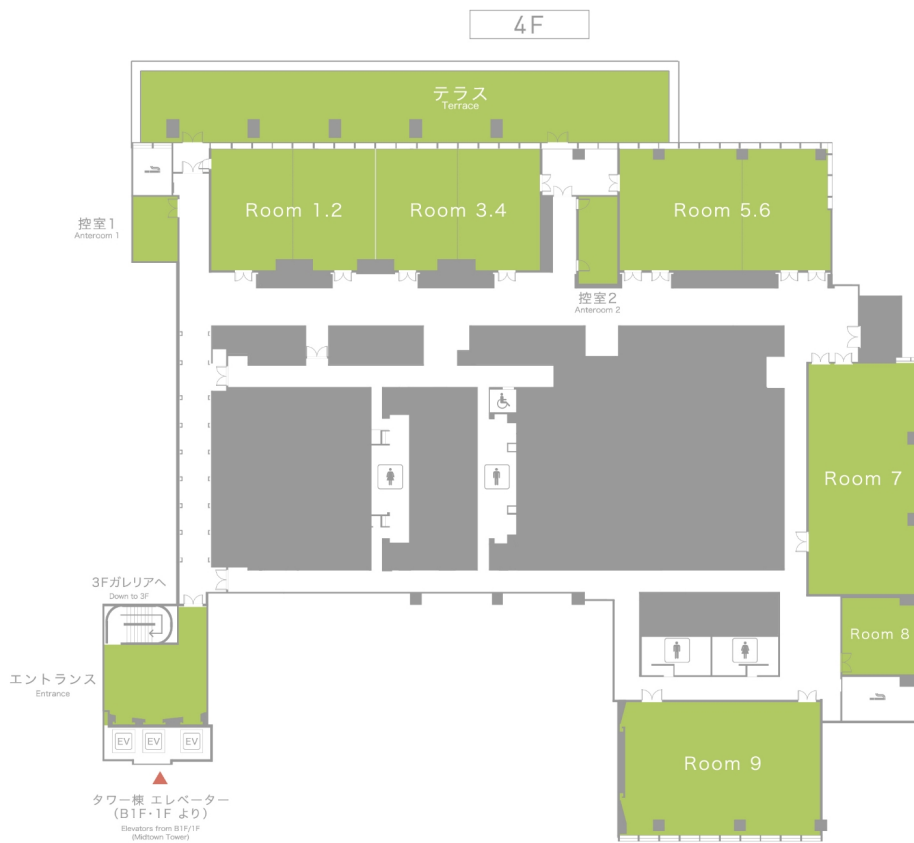 4F
テラス
Terrace
Room 1.2
Room 3.4
Room 5.6
控室1
Anteroom 1
控室2
Anteroom 2
Room 7
3Fガレリアへ
Down to 3F
Room 8
エントランス
Entrance
EV
EV
EV
Room 9
タワー棟 エレベーター
(B1F・1F より)
Elevators from B1F/1F
(Midtown Tower)